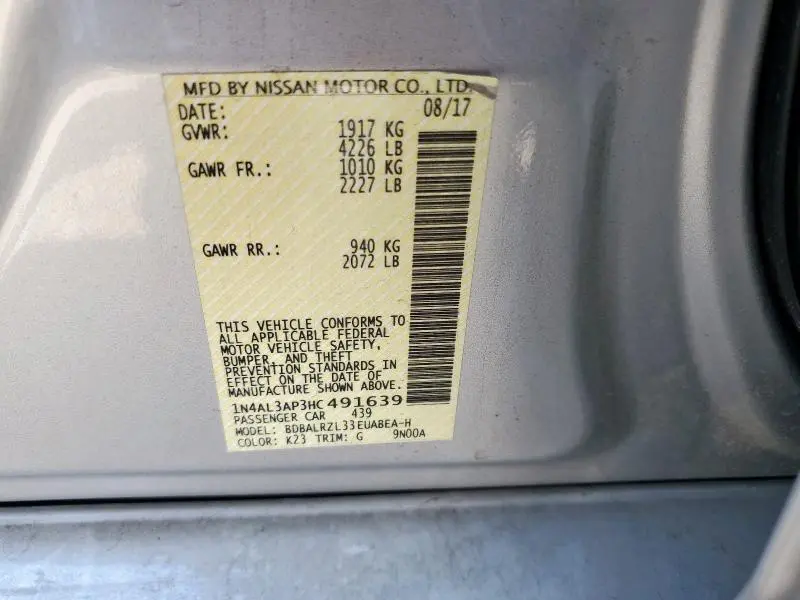 MFD BY NISSAN MOTOR CO., LTD.
DATE: 08/17
GVWR: 1917 KG
4226 LB
GAWR FR.: 1010 KG
2227 LB
GAWR RR.: 940 KG
2072 LB
THIS VEHICLE CONFORMS TO
ALL APPLICABLE FEDERAL
MOTOR VEHICLE SAFETY,
BUMPER, AND THEFT
PREVENTION STANDARDS IN
EFFECT ON THE DATE OF
MANUFACTURE SHOWN ABOVE.
1N4AL3AP3HC491639
PASSENGER CAR 439
MODEL: BDBALRZL33EUABEA-H
COLOR: K23 TRIM: G 9N00A